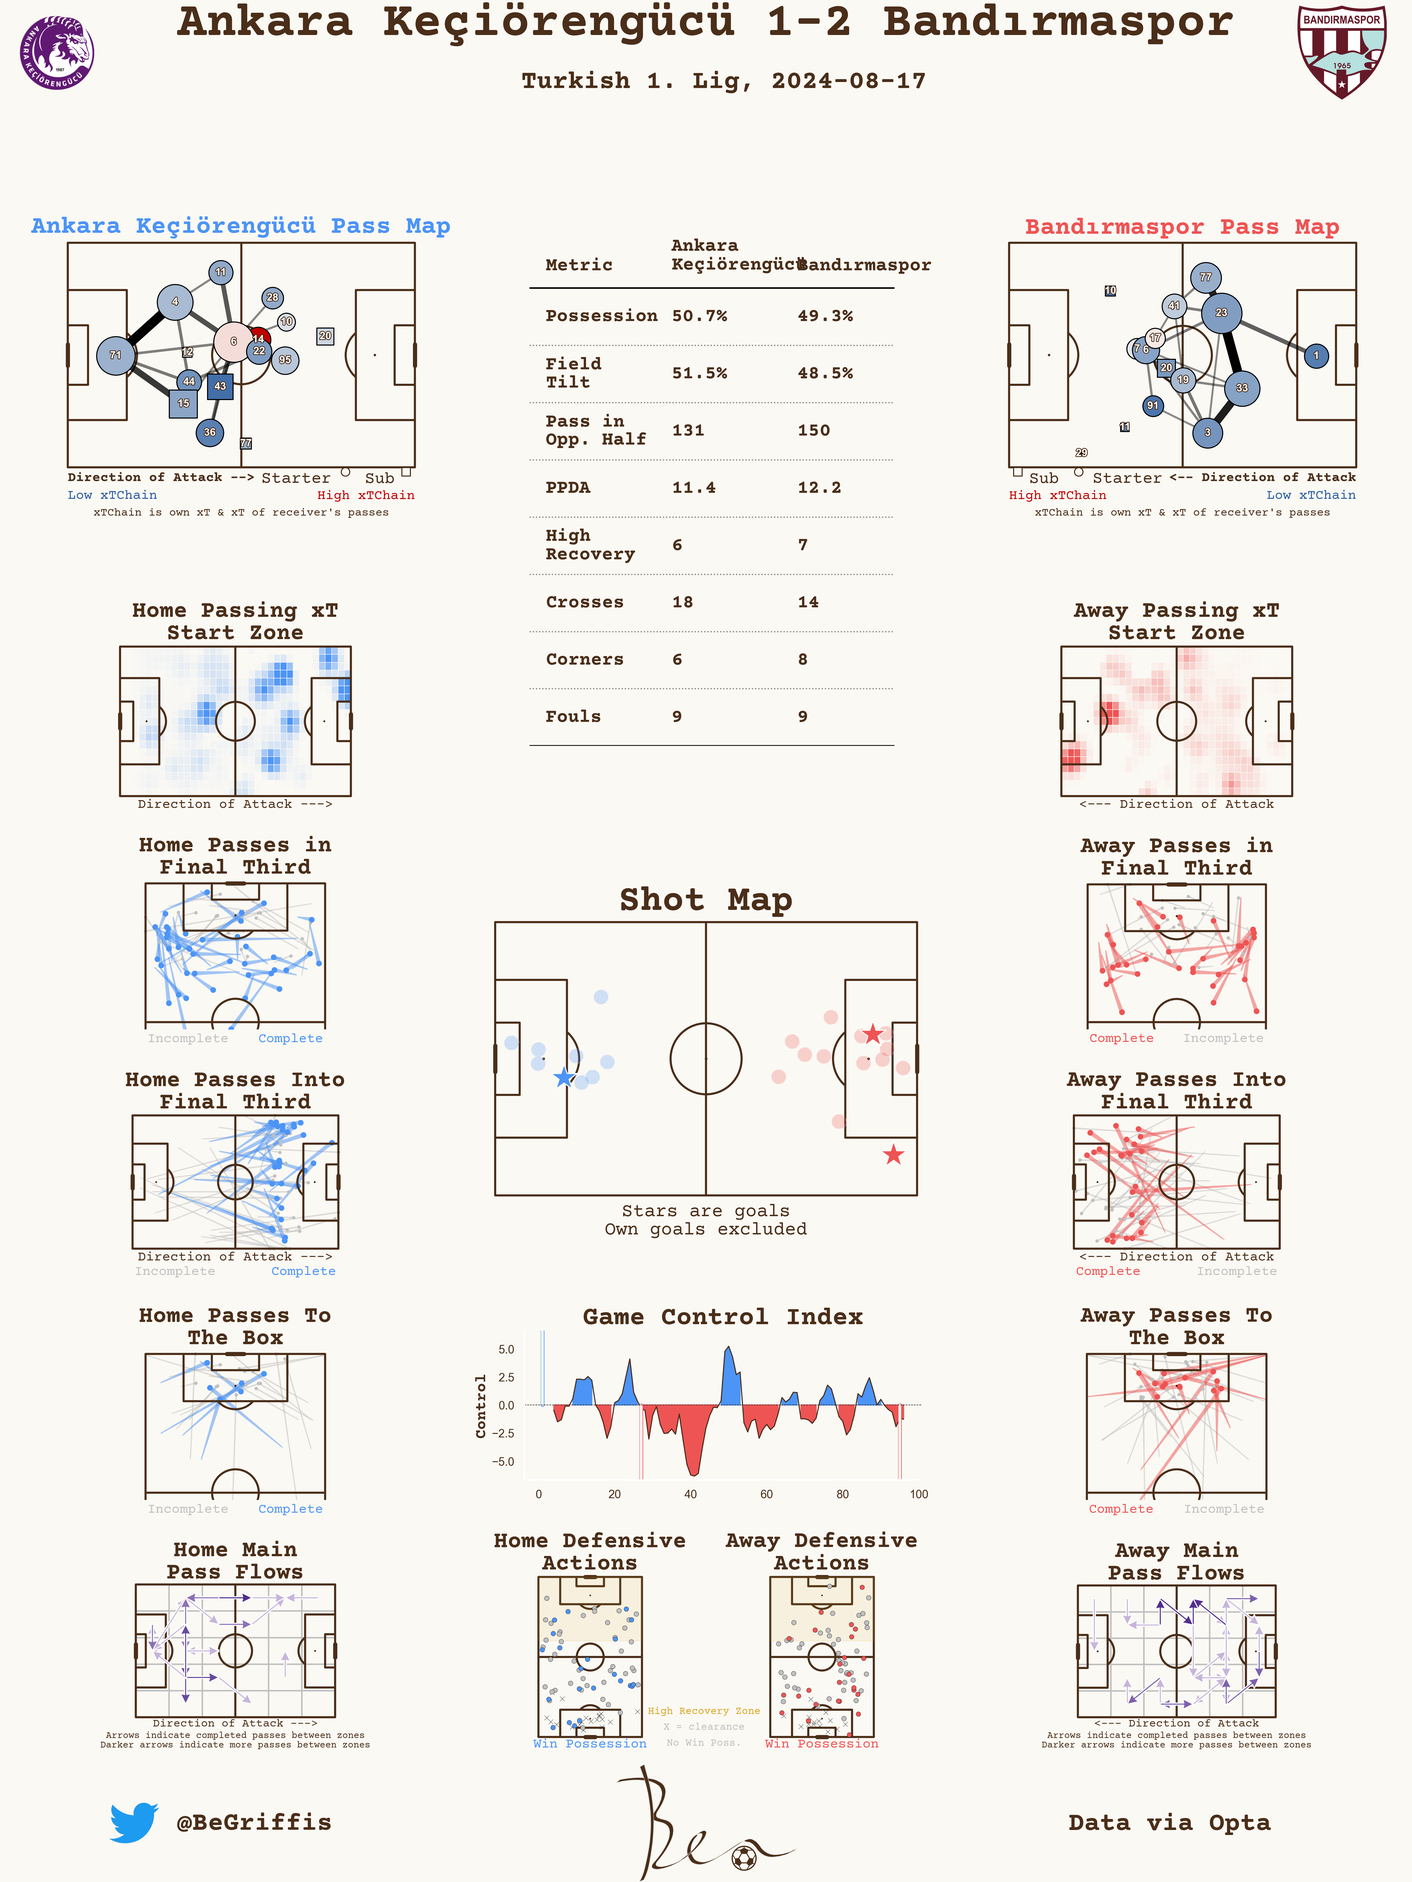 Ankara Keçiörengücü 1-2 Bandırmaspor
Turkish 1. Lig, 2024-08-17
ANKARA KEÇİÖRENGÜCÜ
1987
BANDIRMASPOR
1965
Ankara Keçiörengücü Pass Map
11
4
28
10
20
14
6
22
12
71
95
44
43
15
36
77
Direction of Attack --> Starter Sub
Low xTChain High xTChain
xTChain is own xT & xT of receiver's passes
Metric Ankara Keçiörengücü Bandırmaspor
Possession 50.7% 49.3%
Field Tilt 51.5% 48.5%
Pass in Opp. Half 131 150
PPDA 11.4 12.2
High Recovery 6 7
Crosses 18 14
Corners 6 8
Fouls 9 9
Bandırmaspor Pass Map
77
10
41
23
17
7
6
1
20
19
33
91
11
3
29
Sub Starter <-- Direction of Attack
High xTChain Low xTChain
xTChain is own xT & xT of receiver's passes
Home Passing xT
Start Zone
Direction of Attack --->
Away Passing xT
Start Zone
<--- Direction of Attack
Home Passes in
Final Third
Incomplete Complete
Away Passes in
Final Third
Complete Incomplete
Shot Map
Stars are goals
Own goals excluded
Home Passes Into
Final Third
Direction of Attack --->
Incomplete Complete
Away Passes Into
Final Third
<--- Direction of Attack
Complete Incomplete
Home Passes To
The Box
Incomplete Complete
Game Control Index
Control
5.0
2.5
0.0
−2.5
−5.0
0 20 40 60 80 100
Away Passes To
The Box
Complete Incomplete
Home Main
Pass Flows
Direction of Attack --->
Arrows indicate completed passes between zones
Darker arrows indicate more passes between zones
Home Defensive
Actions
Win Possession
Away Defensive
Actions
Win Possession
High Recovery Zone
X = clearance
No Win Poss.
Away Main
Pass Flows
<--- Direction of Attack
Arrows indicate completed passes between zones
Darker arrows indicate more passes between zones
@BeGriffis
Ben
Data via Opta